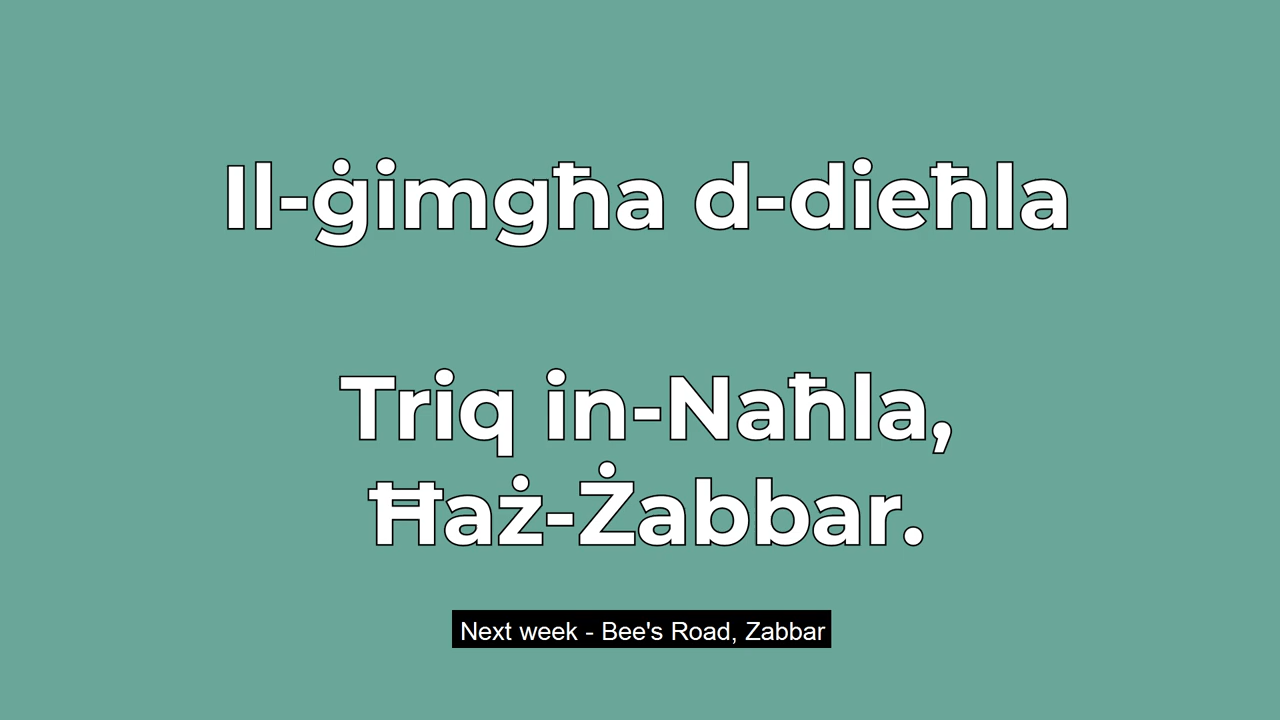 Il-ġimgħa d-dieħla
Triq in-Naħla,
Ħaż-Żabbar.
Next week - Bee's Road, Zabbar